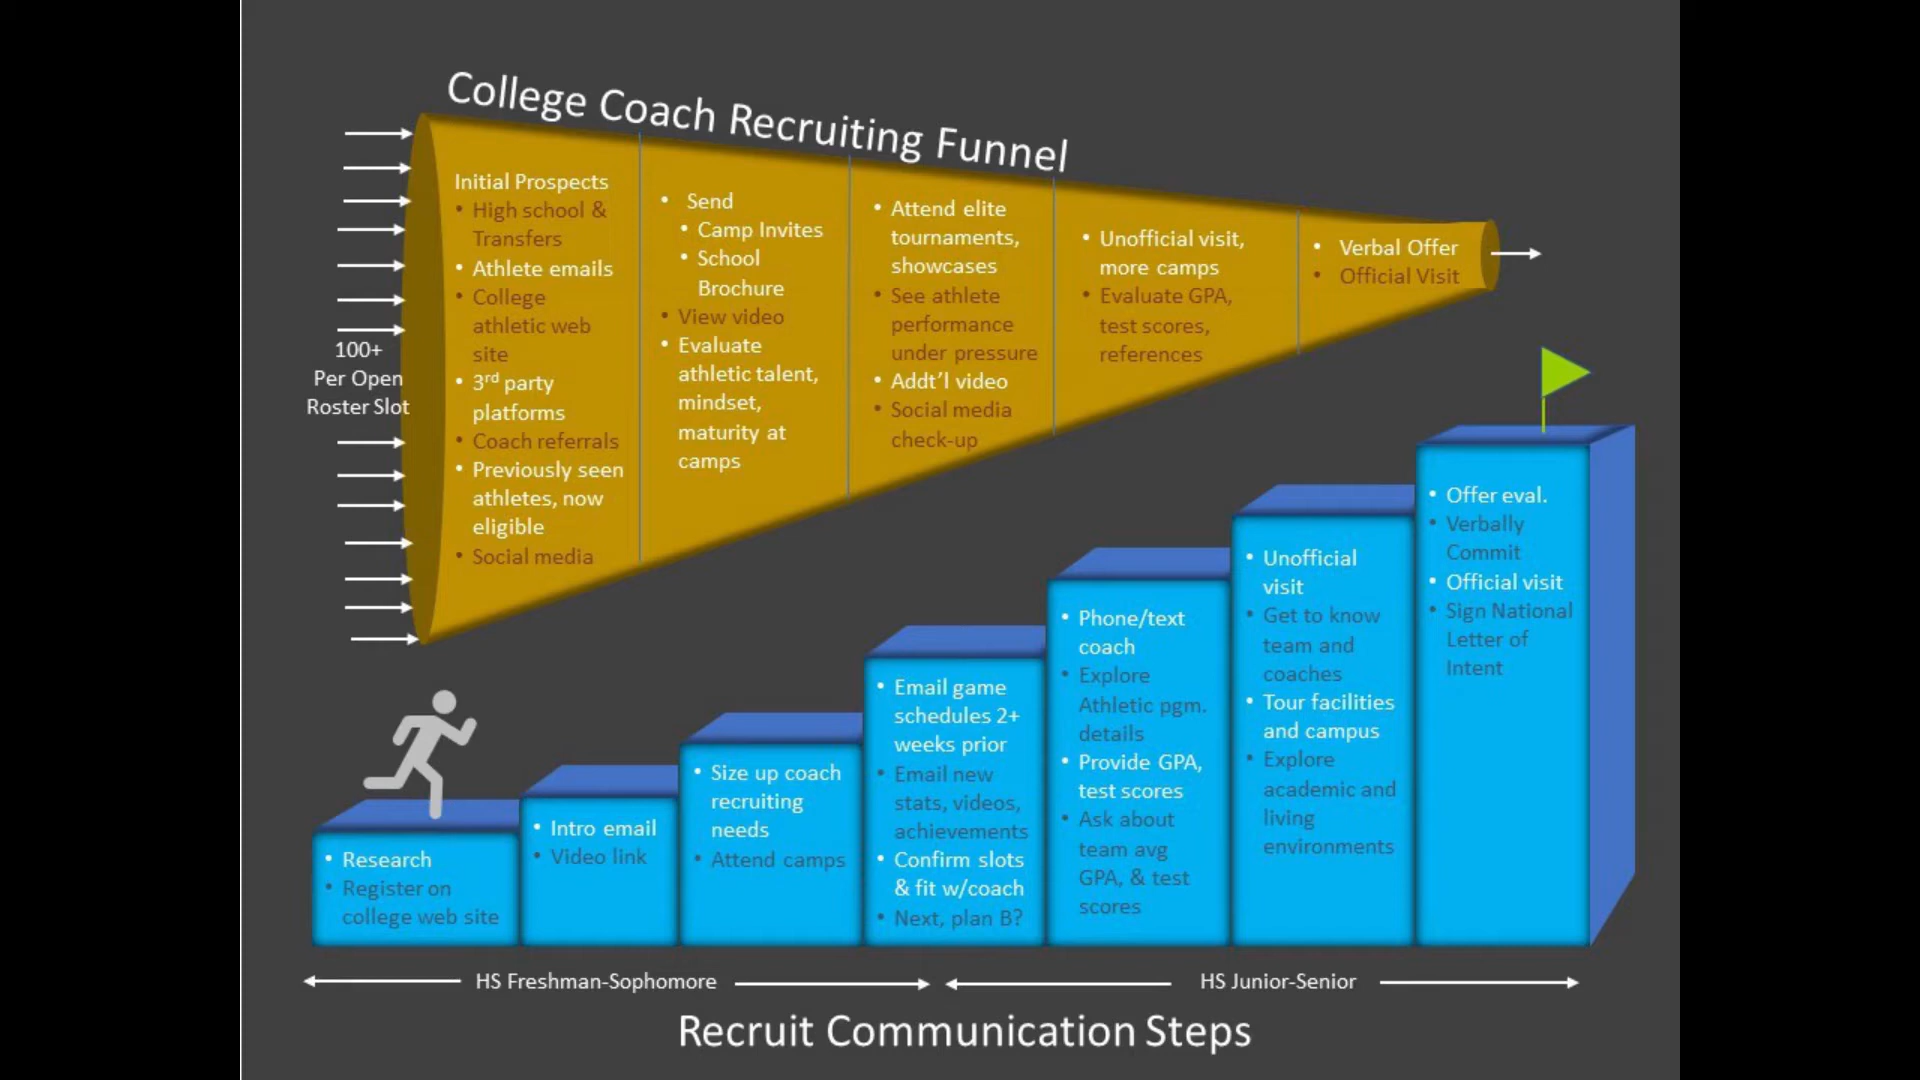 College Coach Recruiting Funnel
100+
Per Open
Roster Slot
Initial Prospects
• High school &
Transfers
• Athlete emails
• College
athletic web
site
• 3rd party
platforms
• Coach referrals
• Previously seen
athletes, now
eligible
• Social media
• Send
• Camp Invites
• School
Brochure
• View video
• Evaluate
athletic talent,
mindset,
maturity at
camps
• Attend elite
tournaments,
showcases
• See athlete
performance
under pressure
• Addt’l video
• Social media
check-up
• Unofficial visit,
more camps
• Evaluate GPA,
test scores,
references
• Verbal Offer
• Official Visit
• Research
• Register on
college web site
• Intro email
• Video link
• Size up coach
recruiting
needs
• Attend camps
• Email game
schedules 2+
weeks prior
• Email new
stats, videos,
achievements
• Confirm slots
& fit w/coach
• Next, plan B?
• Phone/text
coach
• Explore
Athletic pgm.
details
• Provide GPA,
test scores
• Ask about
team avg
GPA, & test
scores
• Unofficial
visit
• Get to know
team and
coaches
• Tour facilities
and campus
• Explore
academic and
living
environments
• Offer eval.
• Verbally
Commit
• Official visit
• Sign National
Letter of
Intent
HS Freshman-Sophomore
HS Junior-Senior
Recruit Communication Steps